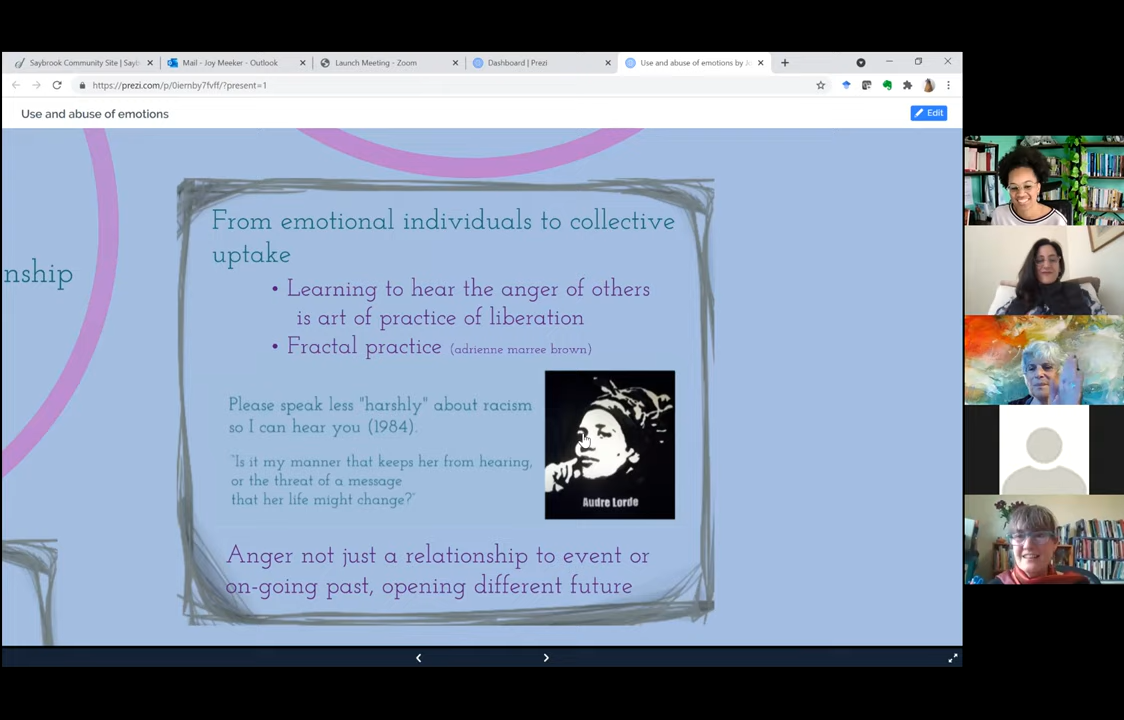 Saybrook Community Site | Sayb
Mail - Joy Meeker - Outlook
Launch Meeting - Zoom
Dashboard | Prezi
Use and abuse of emotions by
https://prezi.com/p/0iernby7fvff/?present=1
Use and abuse of emotions
Edit
From emotional individuals to collective
uptake
nship
• Learning to hear the anger of others
is art of practice of liberation
• Fractal practice (adrienne marree brown)
Please speak less "harshly" about racism
so I can hear you (1984).
"Is it my manner that keeps her from hearing,
or the threat of a message
that her life might change?"
Audre Lorde
Anger not just a relationship to event or
on-going past, opening different future